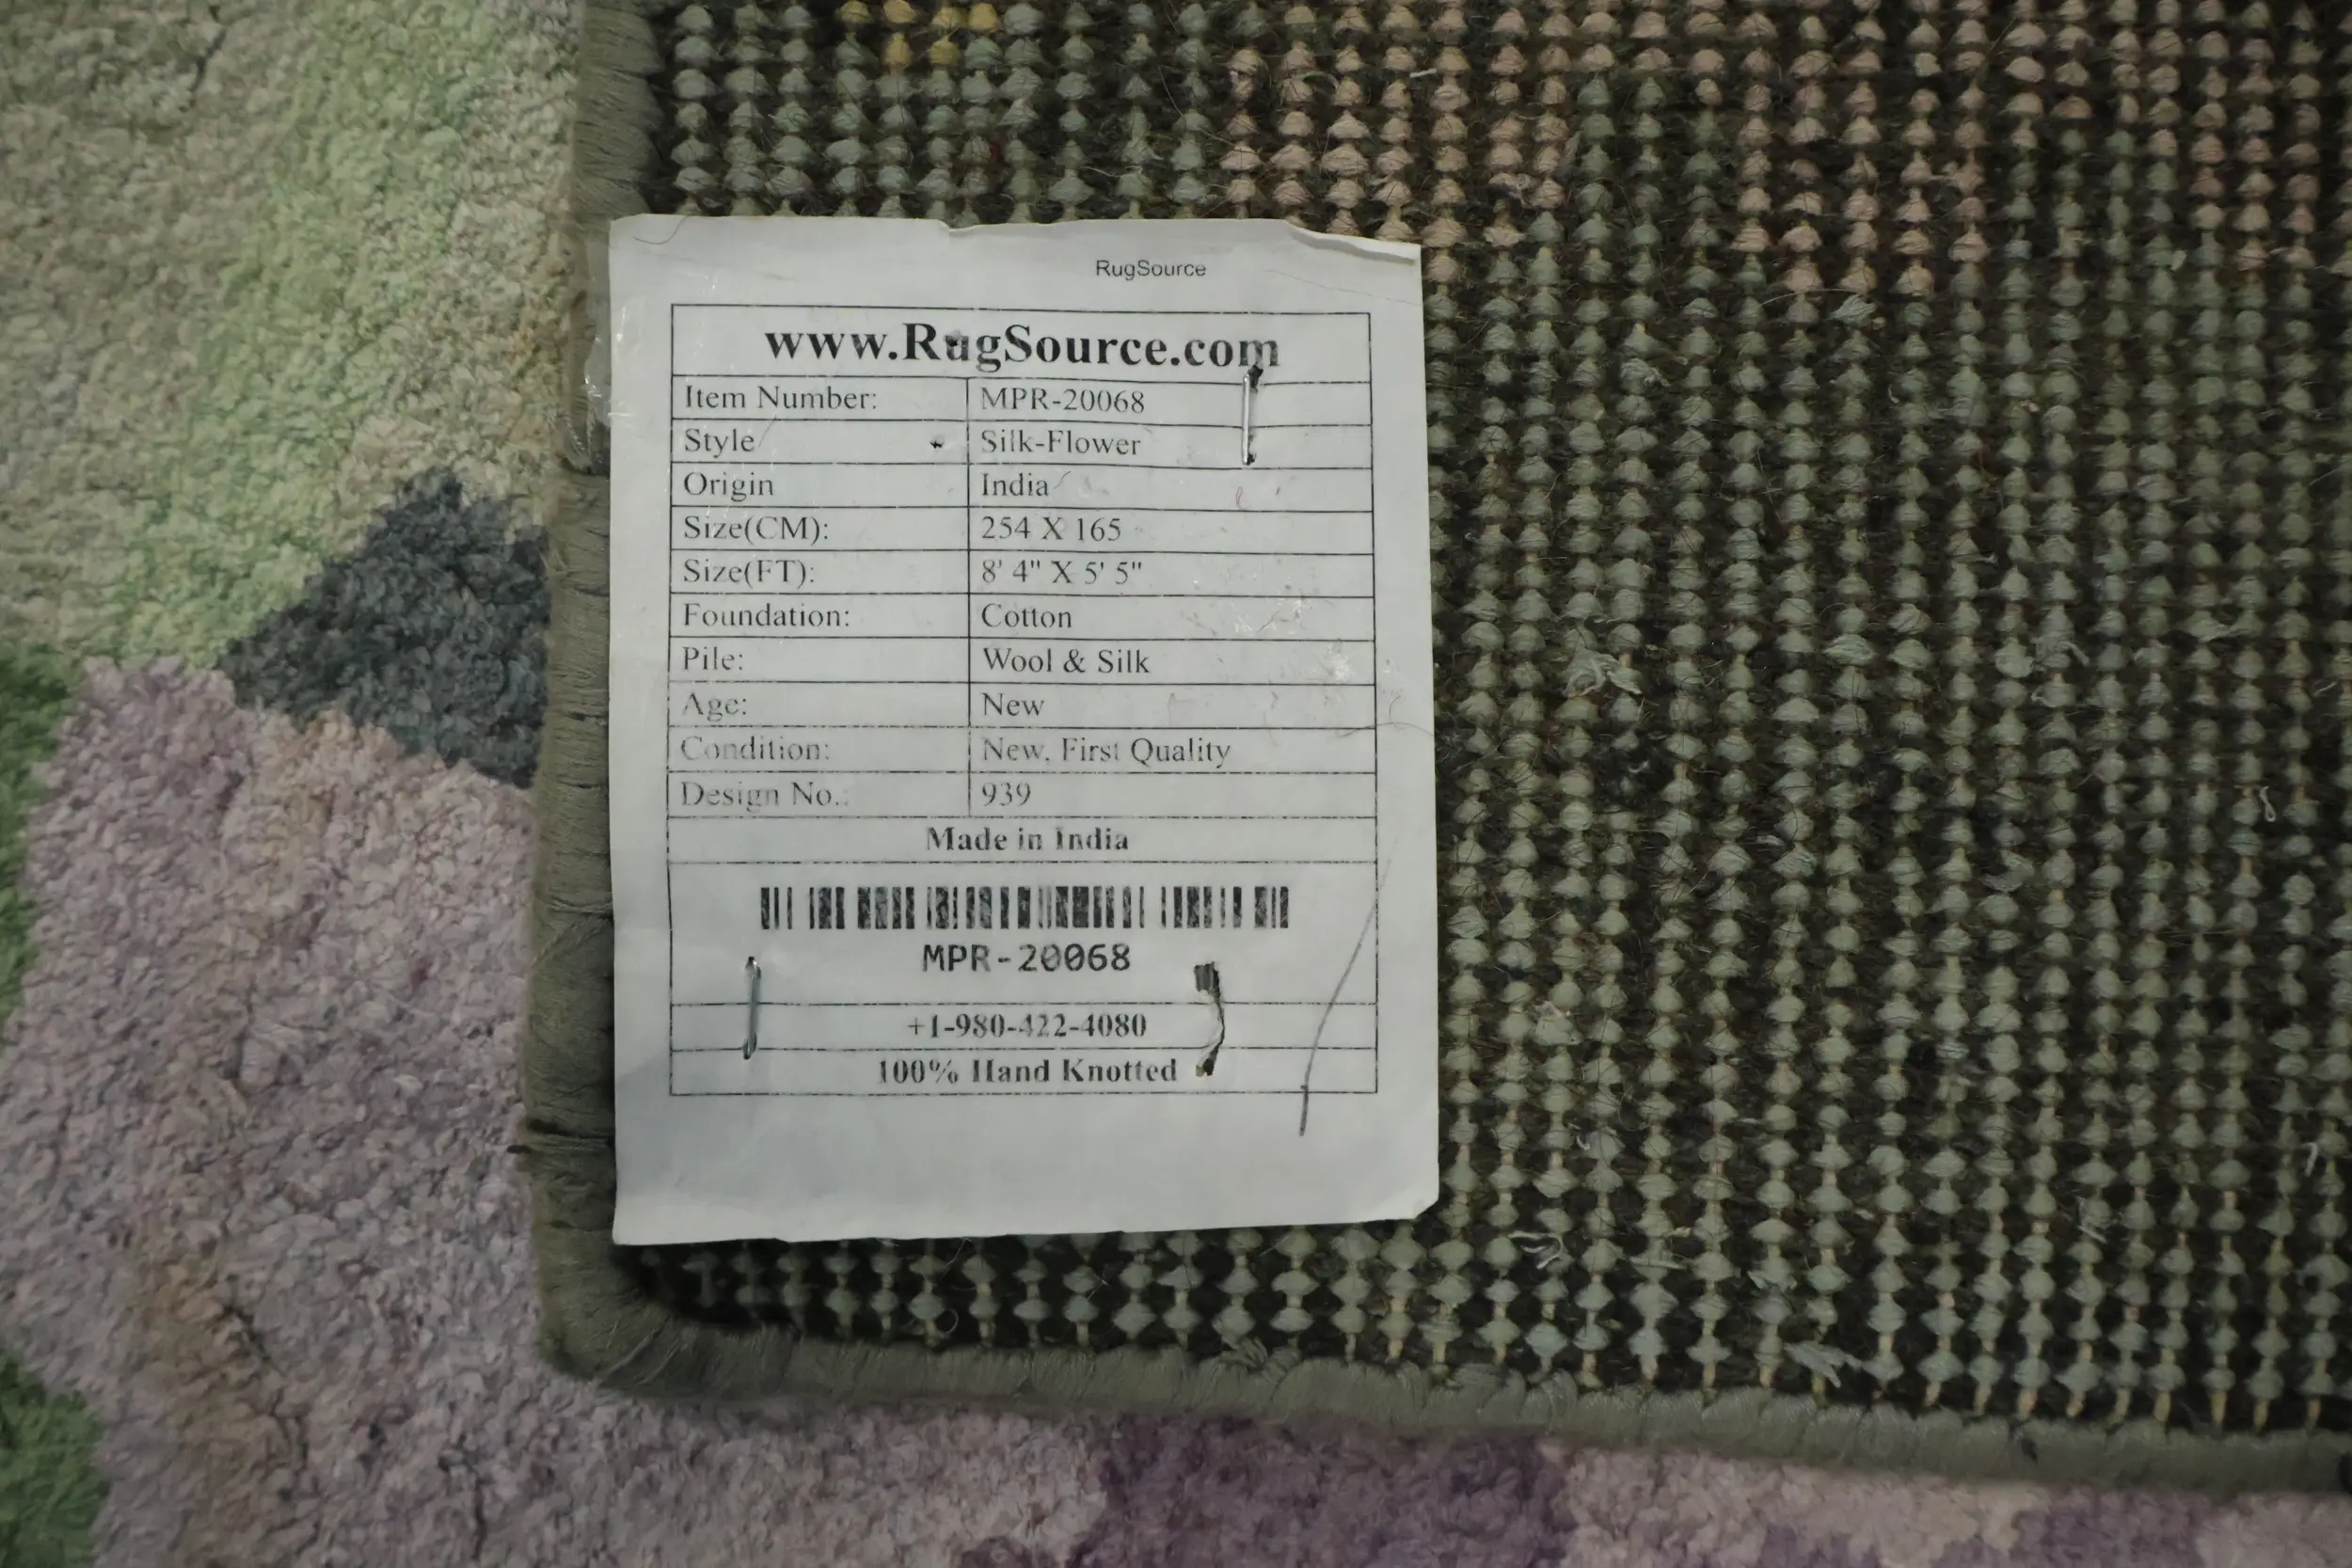 RugSource
www.RugSource.com
Item Number: MPR-20068
Style Silk-Flower
Origin India
Size(CM): 254 X 165
Size(FT): 8' 4" X 5' 5"
Foundation: Cotton
Pile: Wool & Silk
Age: New
Condition: New, First Quality
Design No.: 939
Made in India
MPR-20068
+1-980-422-4080
100% Hand Knotted